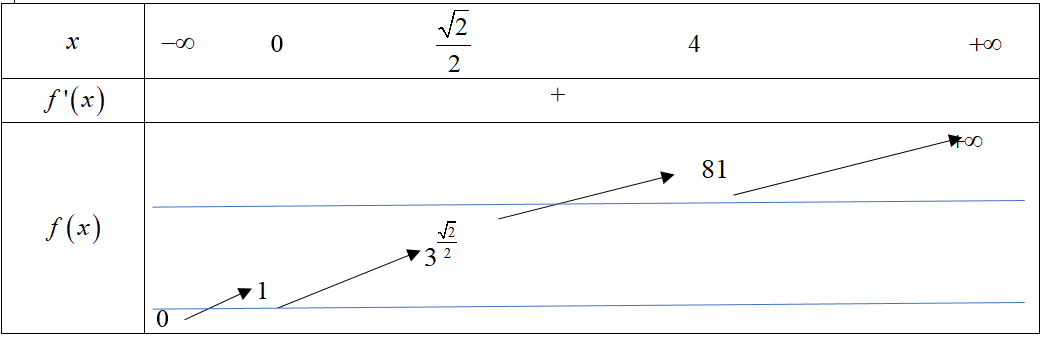 x −∞ 0 √2/2 4 +∞
f'(x) +
f(x) 0 1 3^(√2/2) 81 +∞